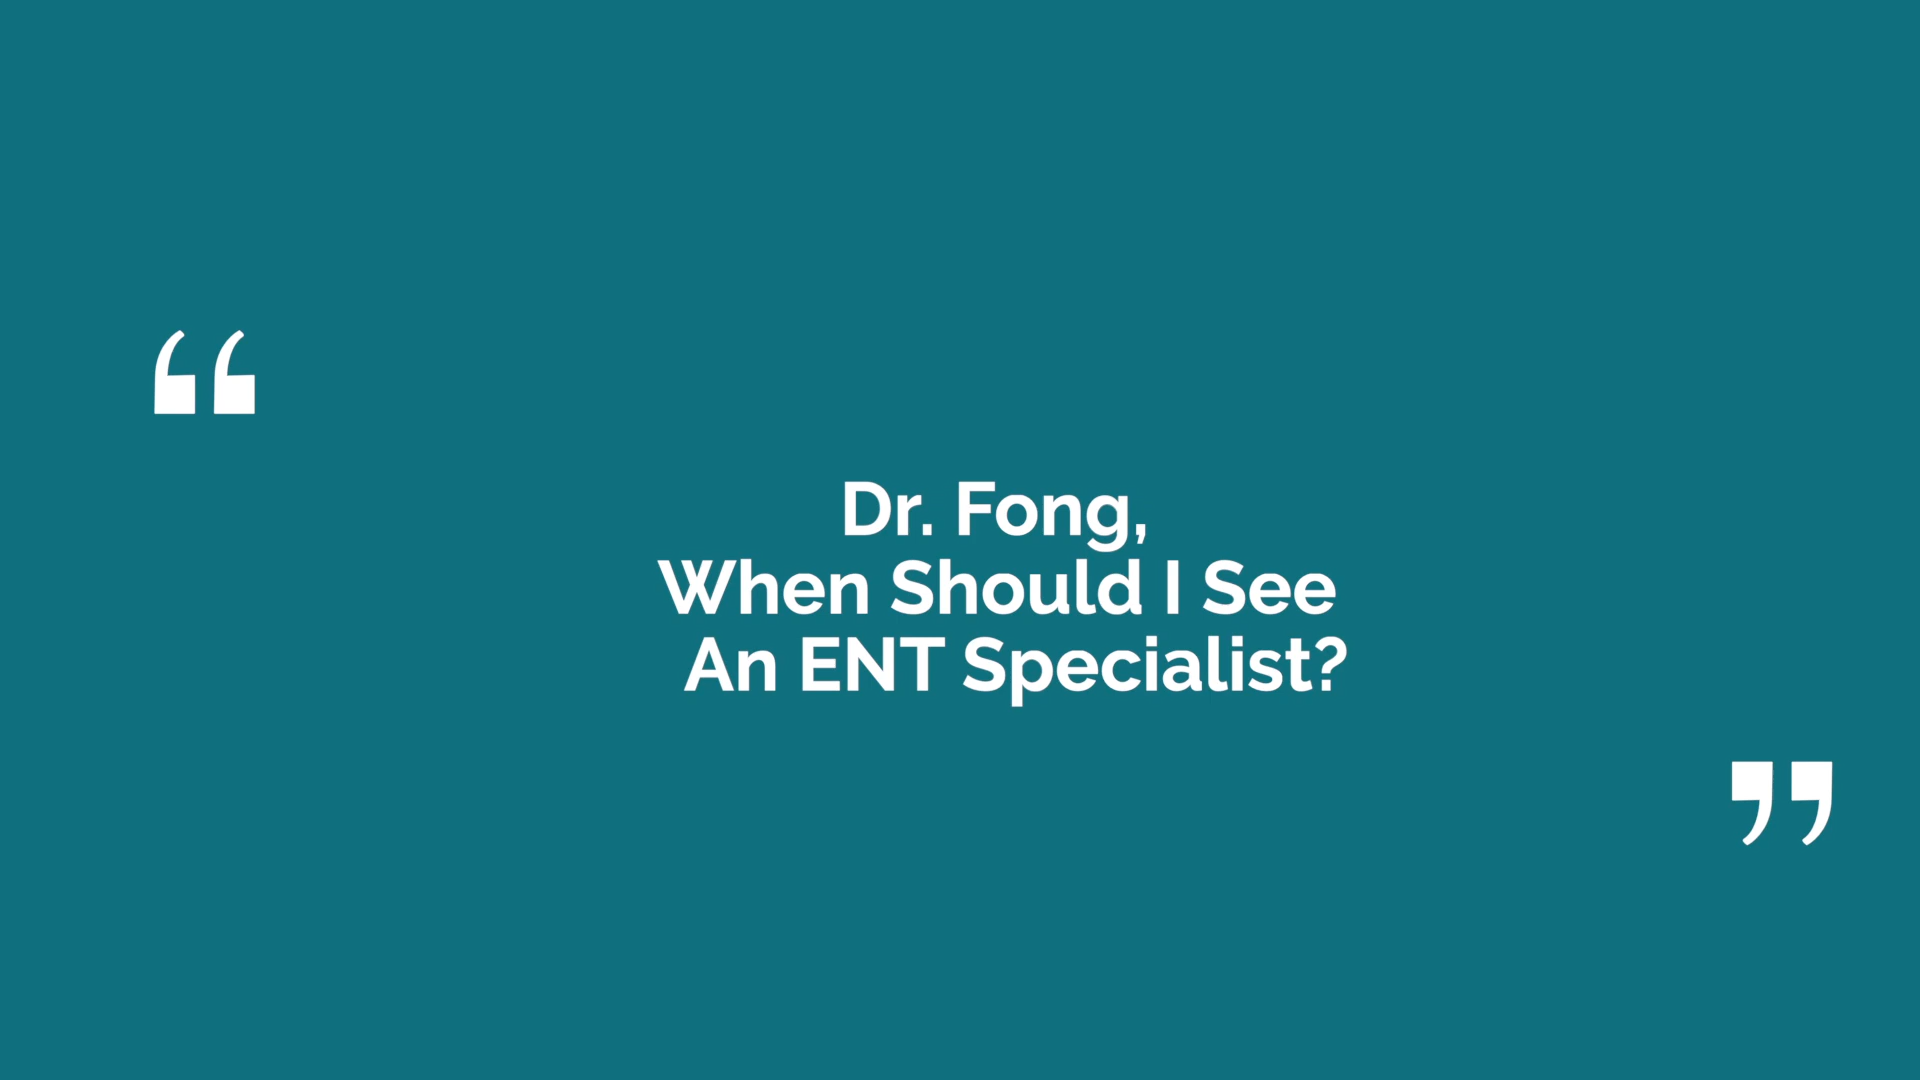 “
Dr. Fong,
When Should I See
An ENT Specialist?
”